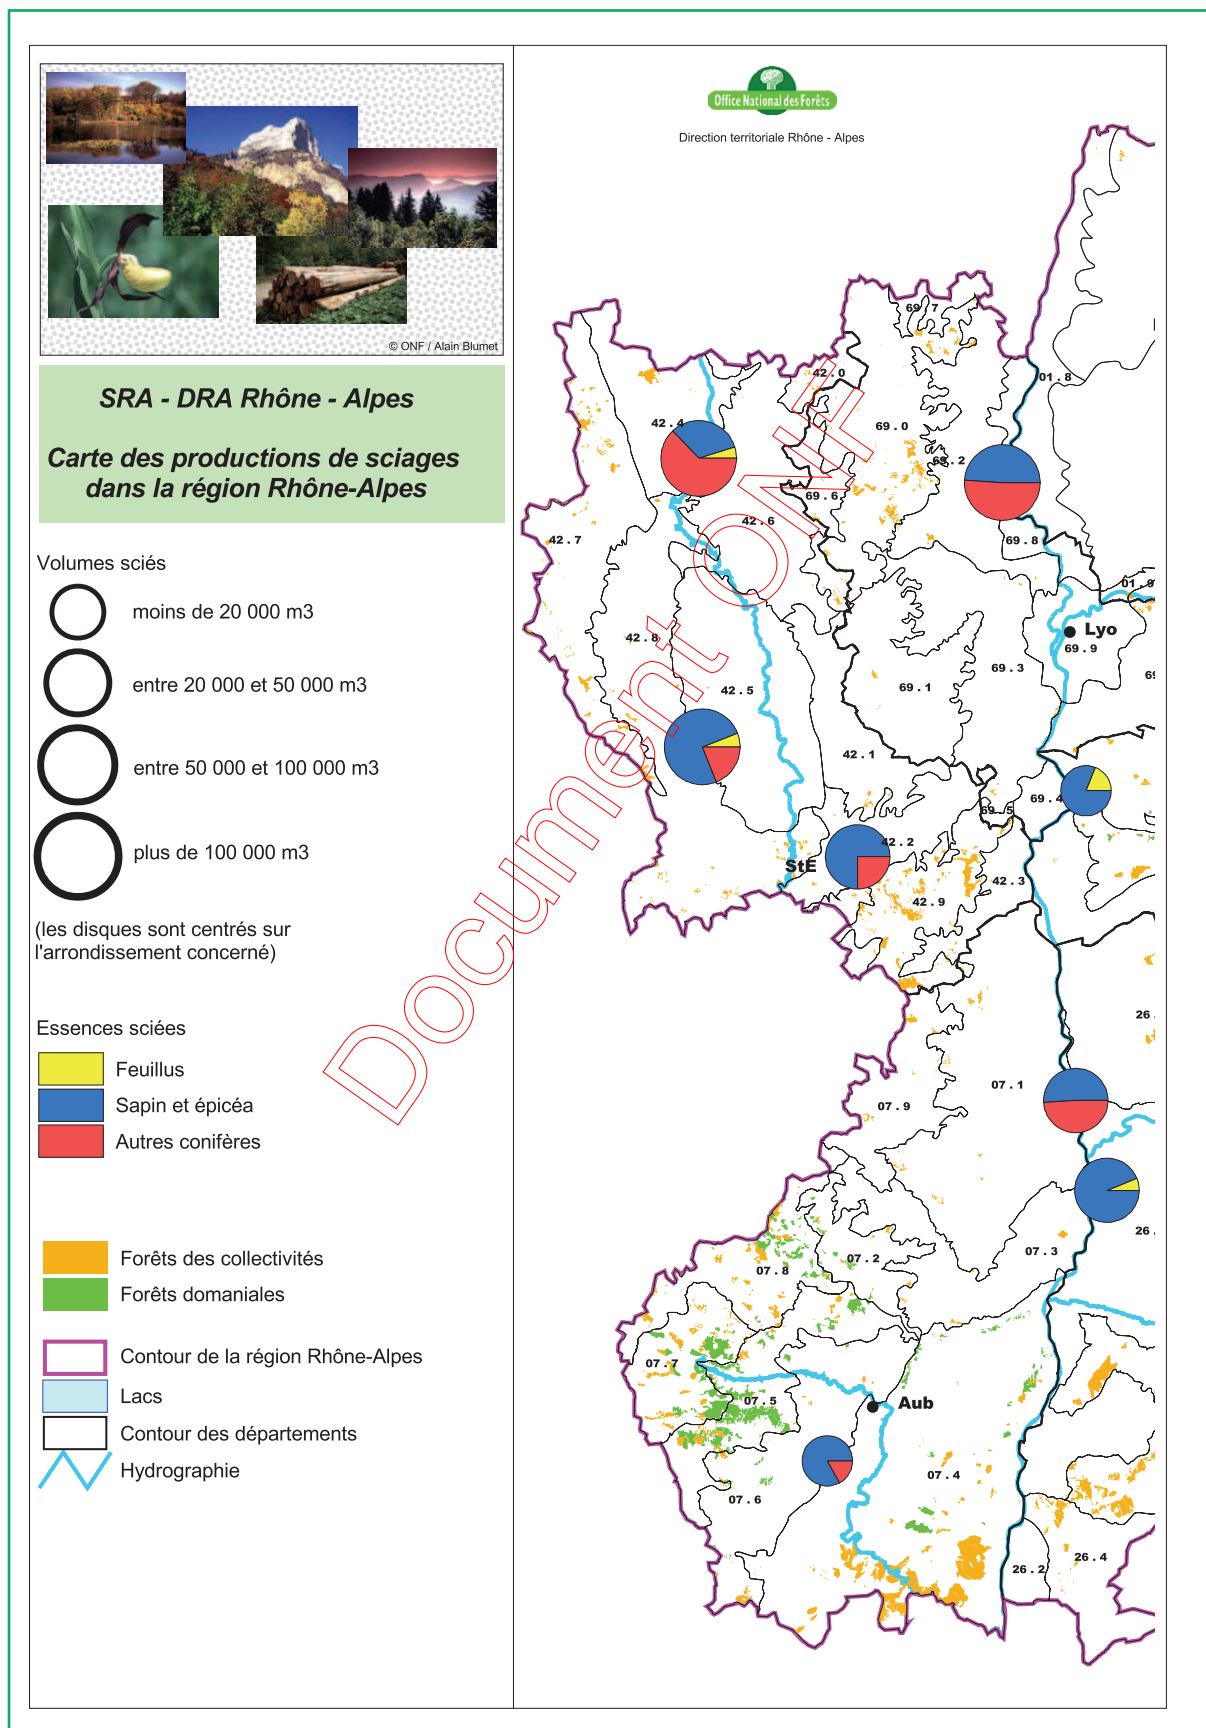 © ONF / Alain Blumet
SRA - DRA Rhône - Alpes
Carte des productions de sciages
dans la région Rhône-Alpes
Volumes sciés
moins de 20 000 m3
entre 20 000 et 50 000 m3
entre 50 000 et 100 000 m3
plus de 100 000 m3
(les disques sont centrés sur
l'arrondissement concerné)
Essences sciées
Feuillus
Sapin et épicéa
Autres conifères
Forêts des collectivités
Forêts domaniales
Contour de la région Rhône-Alpes
Lacs
Contour des départements
Hydrographie
Office National des Forêts
Direction territoriale Rhône - Alpes
Document ONF
69.7
42.0
01.8
42.4
69.0
69.2
69.6
42.6
42.7
69.8
01.9
Lyo
42.8
69.9
69.3
69
69.1
42.5
42.1
69.4
69.5
42.2
StE
42.3
42.9
26.
07.1
07.9
26.
07.3
07.2
07.8
07.7
07.5
Aub
07.4
07.6
26.4
26.2